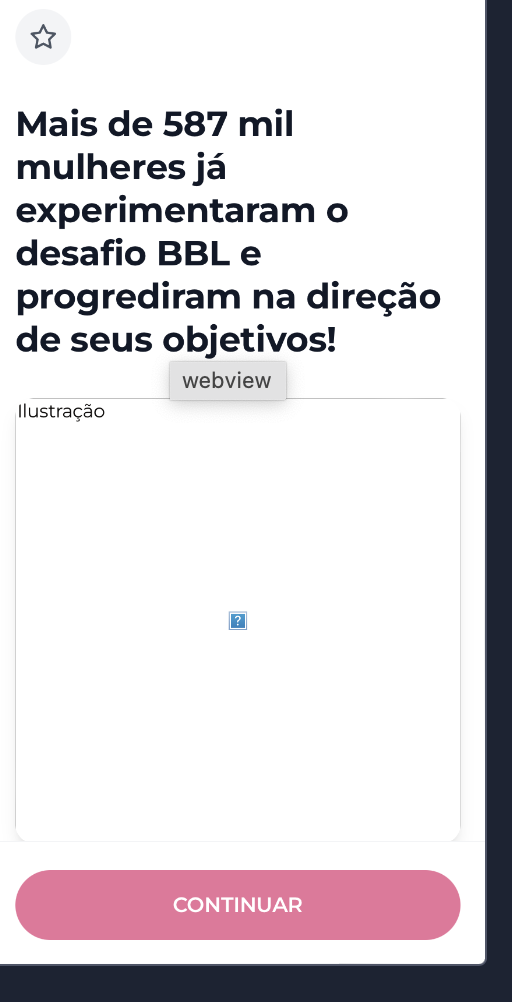 Mais de 587 mil
mulheres já
experimentaram o
desafio BBL e
progrediram na direção
de seus objetivos!
webview
Ilustração
?
CONTINUAR